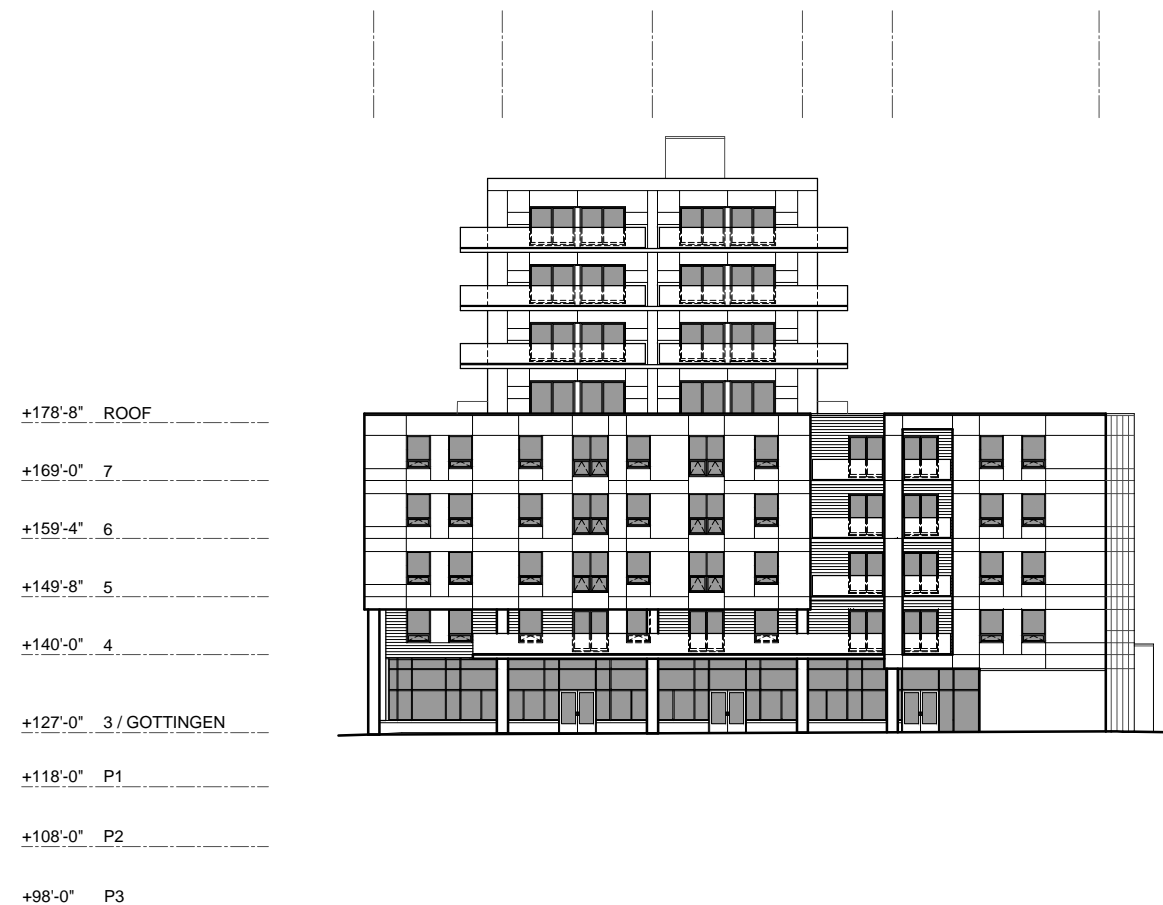 +178'-8" ROOF
+169'-0" 7
+159'-4" 6
+149'-8" 5
+140'-0" 4
+127'-0" 3 / GOTTINGEN
+118'-0" P1
+108'-0" P2
+98'-0" P3